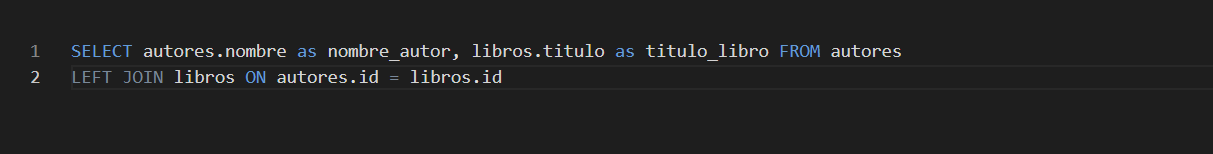 1 SELECT autores.nombre as nombre_autor, libros.titulo as titulo_libro FROM autores
2 LEFT JOIN libros ON autores.id = libros.id